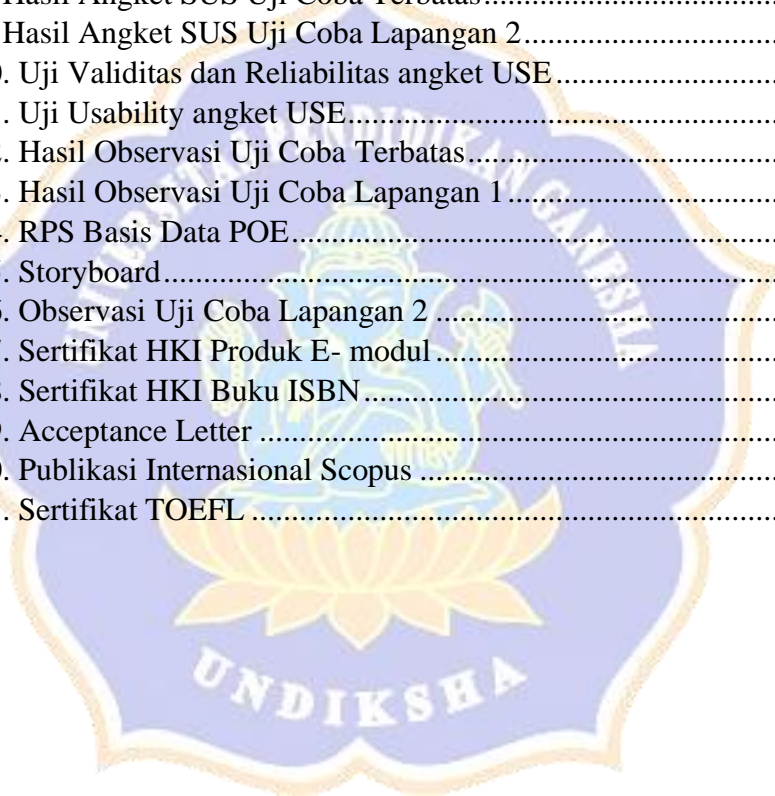 Hasil Angket SUS Uji Coba Terbatas....................................
Hasil Angket SUS Uji Coba Lapangan 2...............................
. Uji Validitas dan Reliabilitas angket USE...........................
. Uji Usability angket USE.....................................................
. Hasil Observasi Uji Coba Terbatas......................................
. Hasil Observasi Uji Coba Lapangan 1.................................
. RPS Basis Data POE............................................................
. Storyboard............................................................................
. Observasi Uji Coba Lapangan 2 ..........................................
. Sertifikat HKI Produk E- modul..........................................
. Sertifikat HKI Buku ISBN...................................................
. Acceptance Letter ................................................................
. Publikasi Internasional Scopus ............................................
. Sertifikat TOEFL .................................................................
UNIVERSITAS PENDIDIKAN GANESHA
UNDIKSHA